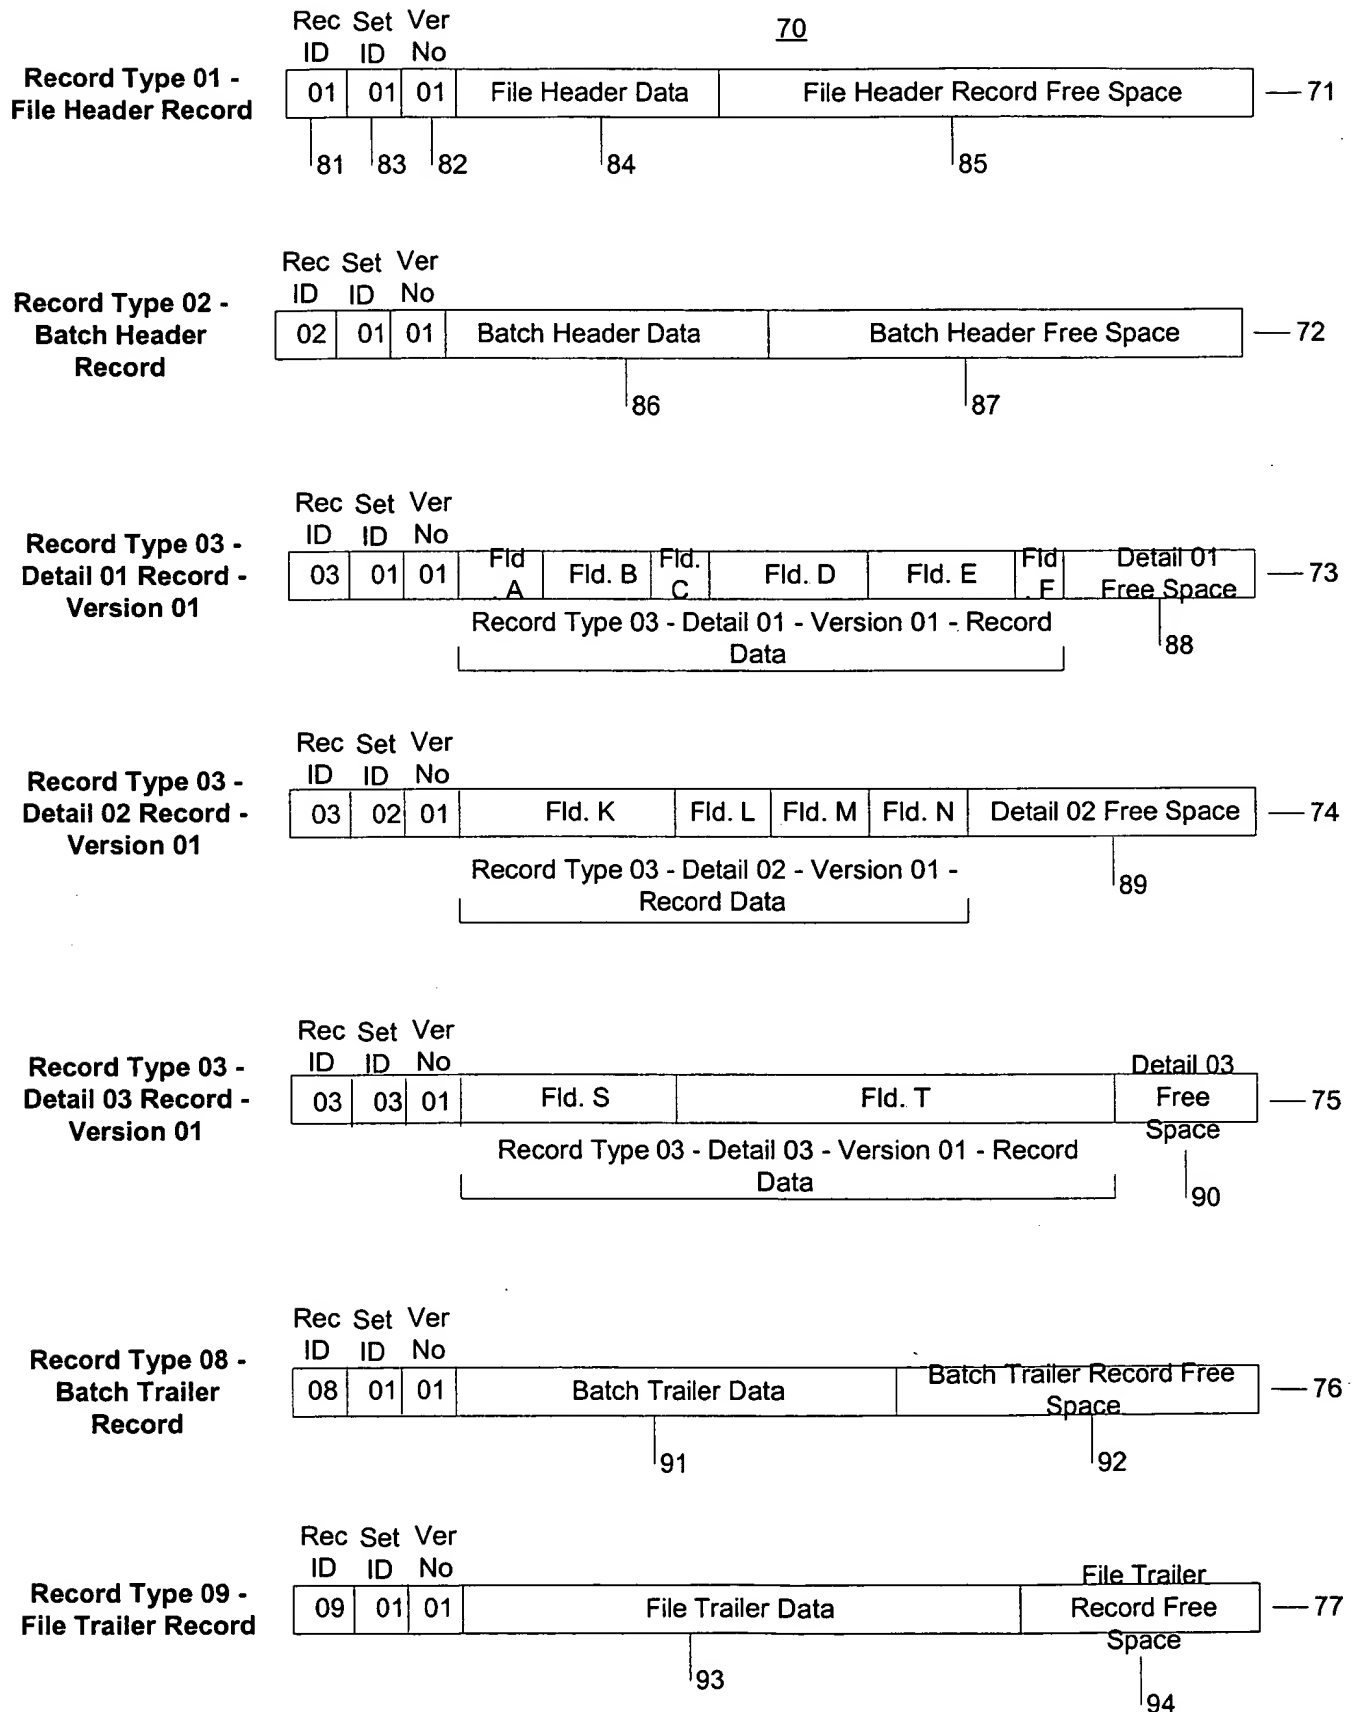 70
Rec Set Ver
ID ID No
Record Type 01 -
File Header Record
01 01 01 File Header Data File Header Record Free Space 71
81 83 82 84 85
Rec Set Ver
ID ID No
Record Type 02 -
Batch Header
Record
02 01 01 Batch Header Data Batch Header Free Space 72
86 87
Rec Set Ver
ID ID No
Record Type 03 -
Detail 01 Record -
Version 01
03 01 01 Fld. A Fld. B Fld. C Fld. D Fld. E Fld. F Detail 01 Free Space 73
Record Type 03 - Detail 01 - Version 01 - Record
Data
88
Rec Set Ver
ID ID No
Record Type 03 -
Detail 02 Record -
Version 01
03 02 01 Fld. K Fld. L Fld. M Fld. N Detail 02 Free Space 74
Record Type 03 - Detail 02 - Version 01 -
Record Data
89
Rec Set Ver
ID ID No
Record Type 03 -
Detail 03 Record -
Version 01
03 03 01 Fld. S Fld. T Detail 03 Free Space 75
Record Type 03 - Detail 03 - Version 01 - Record
Data
90
Rec Set Ver
ID ID No
Record Type 08 -
Batch Trailer
Record
08 01 01 Batch Trailer Data Batch Trailer Record Free Space 76
91 92
Rec Set Ver
ID ID No
Record Type 09 -
File Trailer Record
09 01 01 File Trailer Data File Trailer Record Free Space 77
93 94